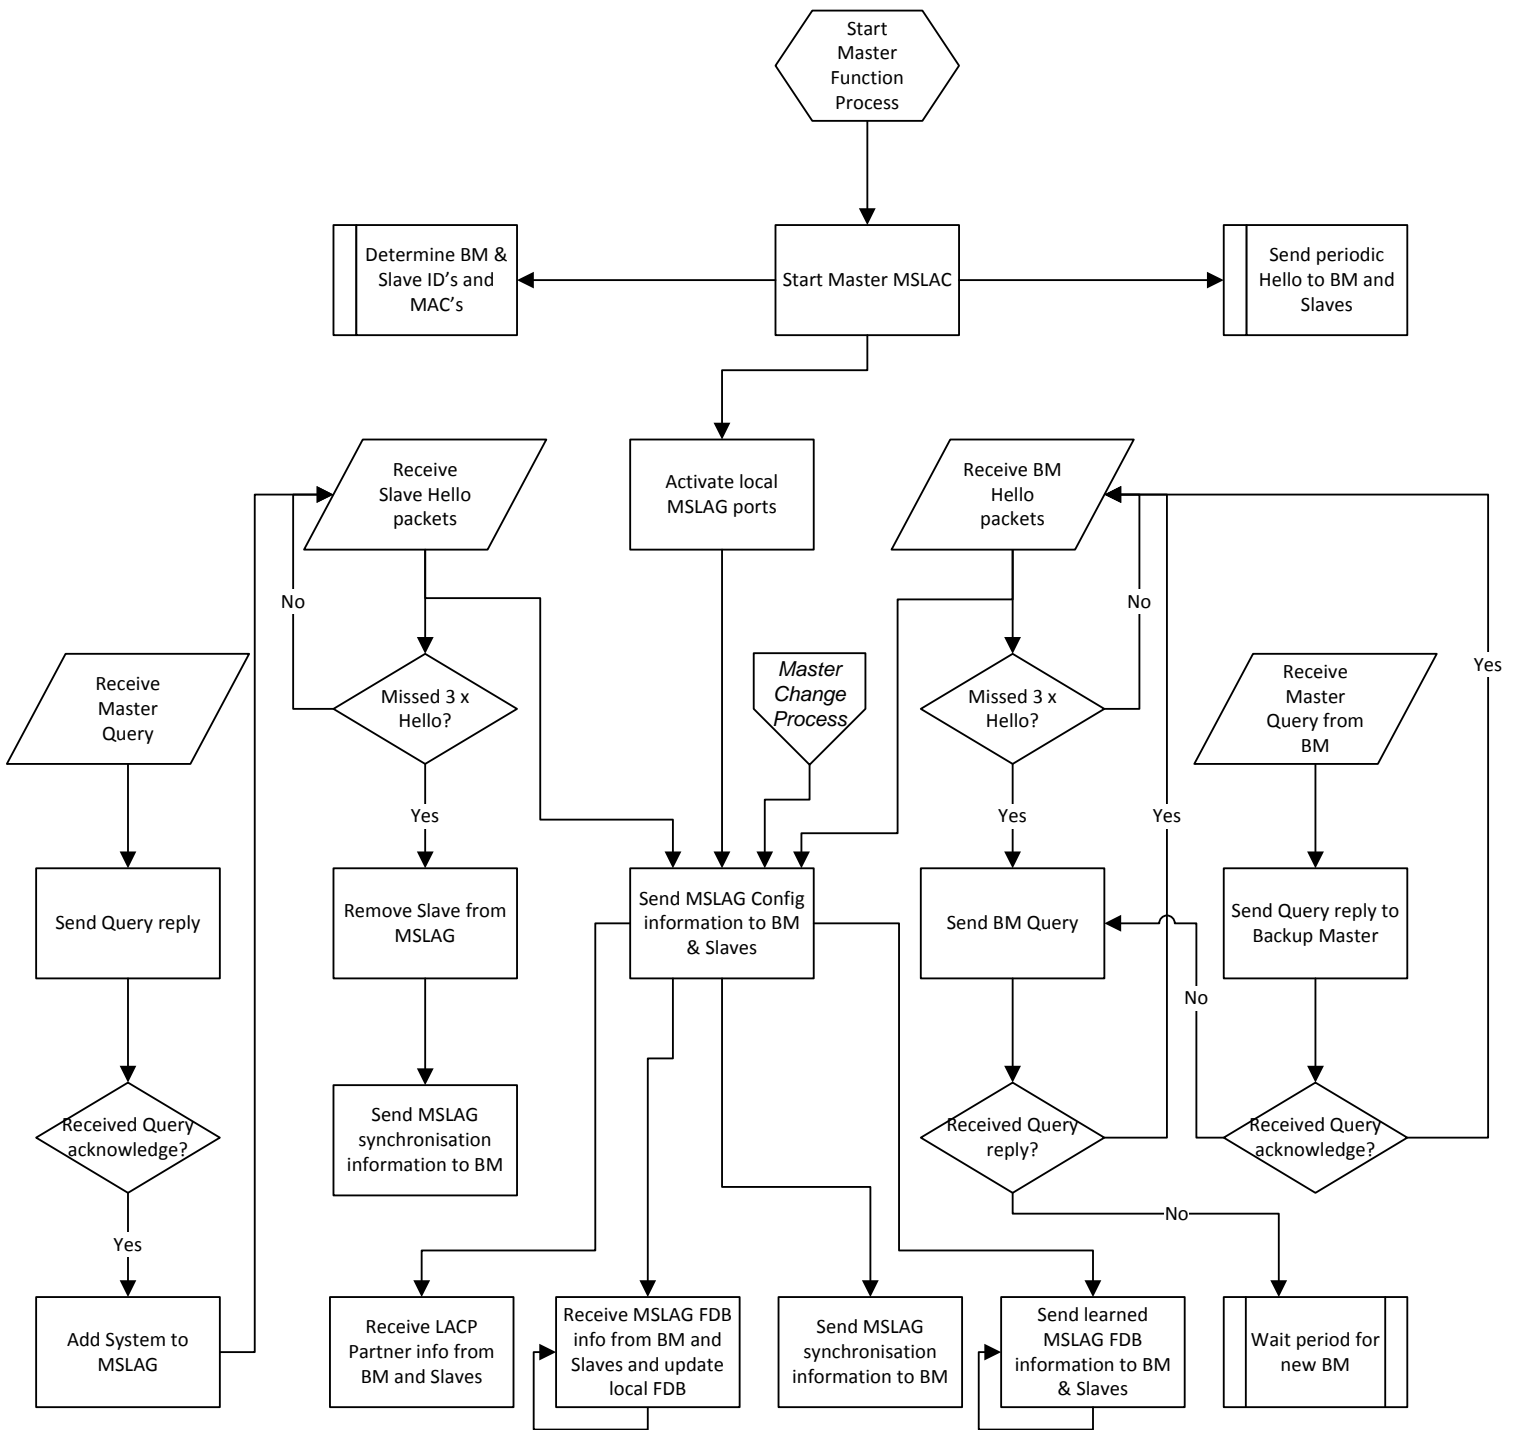 Start
Master
Function
Process
Determine BM &
Slave ID's and
MAC's
Start Master MSLAC
Send periodic
Hello to BM and
Slaves
Receive
Slave Hello
packets
Activate local
MSLAG ports
Receive BM
Hello
packets
No
No
Receive
Master
Query
Missed 3 x
Hello?
Master
Change
Process
Missed 3 x
Hello?
Receive
Master
Query from
BM
Yes
Yes
Yes
Yes
Send Query reply
Remove Slave from
MSLAG
Send MSLAG Config
information to BM
& Slaves
Send BM Query
Send Query reply to
Backup Master
No
Received Query
acknowledge?
Send MSLAG
synchronisation
information to BM
Received Query
reply?
Received Query
acknowledge?
No
Yes
Add System to
MSLAG
Receive LACP
Partner info from
BM and Slaves
Receive MSLAG FDB
info from BM and
Slaves and update
local FDB
Send MSLAG
synchronisation
information to BM
Send learned
MSLAG FDB
information to BM
& Slaves
Wait period for
new BM